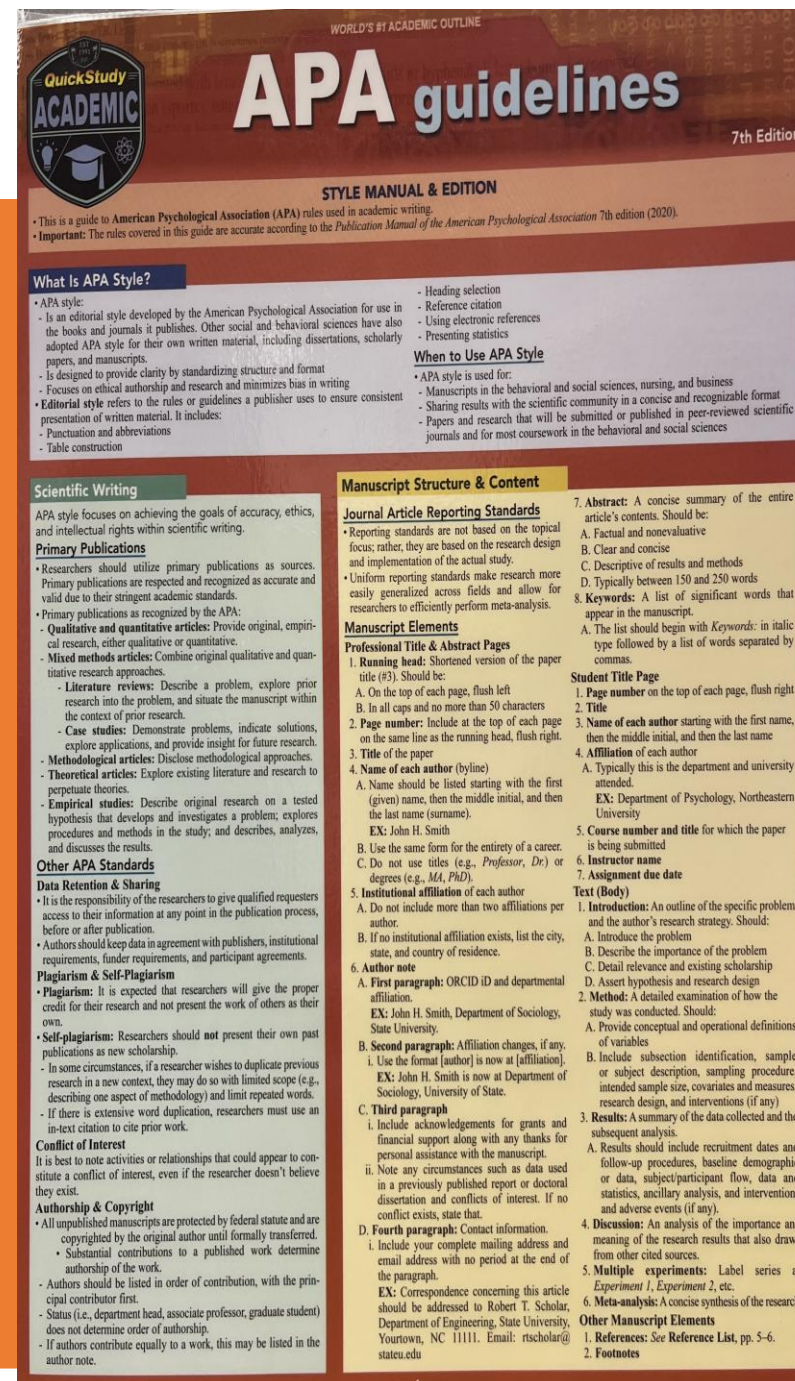 WORLD'S #1 ACADEMIC OUTLINE
EST
1991
QuickStudy
ACADEMIC
APA guidelines
7th Edition
STYLE MANUAL & EDITION
• This is a guide to American Psychological Association (APA) rules used in academic writing.
• Important: The rules covered in this guide are accurate according to the Publication Manual of the American Psychological Association 7th edition (2020).
What Is APA Style?
• APA style:
- Is an editorial style developed by the American Psychological Association for use in
the books and journals it publishes. Other social and behavioral sciences have also
adopted APA style for their own written material, including dissertations, scholarly
papers, and manuscripts.
- Is designed to provide clarity by standardizing structure and format
- Focuses on ethical authorship and research and minimizes bias in writing
• Editorial style refers to the rules or guidelines a publisher uses to ensure consistent
presentation of written material. It includes:
- Punctuation and abbreviations
- Table construction
- Heading selection
- Reference citation
- Using electronic references
- Presenting statistics
When to Use APA Style
• APA style is used for:
- Manuscripts in the behavioral and social sciences, nursing, and business
- Sharing results with the scientific community in a concise and recognizable format
- Papers and research that will be submitted or published in peer-reviewed scientific
journals and for most coursework in the behavioral and social sciences
Scientific Writing
APA style focuses on achieving the goals of accuracy, ethics,
and intellectual rights within scientific writing.
Primary Publications
• Researchers should utilize primary publications as sources.
Primary publications are respected and recognized as accurate and
valid due to their stringent academic standards.
• Primary publications as recognized by the APA:
- Qualitative and quantitative articles: Provide original, empiri-
cal research, either qualitative or quantitative.
- Mixed methods articles: Combine original qualitative and quan-
titative research approaches.
- Literature reviews: Describe a problem, explore prior
research into the problem, and situate the manuscript within
the context of prior research.
- Case studies: Demonstrate problems, indicate solutions,
explore applications, and provide insight for future research.
- Methodological articles: Disclose methodological approaches.
- Theoretical articles: Explore existing literature and research to
perpetuate theories.
- Empirical studies: Describe original research on a tested
hypothesis that develops and investigates a problem; explores
procedures and methods in the study; and describes, analyzes,
and discusses the results.
Other APA Standards
Data Retention & Sharing
• It is the responsibility of the researchers to give qualified requesters
access to their information at any point in the publication process,
before or after publication.
• Authors should keep data in agreement with publishers, institutional
requirements, funder requirements, and participant agreements.
Plagiarism & Self-Plagiarism
• Plagiarism: It is expected that researchers will give the proper
credit for their research and not present the work of others as their
own.
• Self-plagiarism: Researchers should not present their own past
publications as new scholarship.
- In some circumstances, if a researcher wishes to duplicate previous
research in a new context, they may do so with limited scope (e.g.,
describing one aspect of methodology) and limit repeated words.
- If there is extensive word duplication, researchers must use an
in-text citation to cite prior work.
Conflict of Interest
It is best to note activities or relationships that could appear to con-
stitute a conflict of interest, even if the researcher doesn't believe
they exist.
Authorship & Copyright
• All unpublished manuscripts are protected by federal statute and are
copyrighted by the original author until formally transferred.
• Substantial contributions to a published work determine
authorship of the work.
- Authors should be listed in order of contribution, with the prin-
cipal contributor first.
- Status (i.e., department head, associate professor, graduate student)
does not determine order of authorship.
- If authors contribute equally to a work, this may be listed in the
author note.
Manuscript Structure & Content
Journal Article Reporting Standards
• Reporting standards are not based on the topical
focus; rather, they are based on the research design
and implementation of the actual study.
• Uniform reporting standards make research more
easily generalized across fields and allow for
researchers to efficiently perform meta-analysis.
Manuscript Elements
Professional Title & Abstract Pages
1. Running head: Shortened version of the paper
title (#3). Should be:
A. On the top of each page, flush left
B. In all caps and no more than 50 characters
2. Page number: Include at the top of each page
on the same line as the running head, flush right.
3. Title of the paper
4. Name of each author (byline)
A. Name should be listed starting with the first
(given) name, then the middle initial, and then
the last name (surname).
EX: John H. Smith
B. Use the same form for the entirety of a career.
C. Do not use titles (e.g., Professor, Dr.) or
degrees (e.g., MA, PhD).
5. Institutional affiliation of each author
A. Do not include more than two affiliations per
author.
B. If no institutional affiliation exists, list the city,
state, and country of residence.
6. Author note
A. First paragraph: ORCID iD and departmental
affiliation.
EX: John H. Smith, Department of Sociology,
State University.
B. Second paragraph: Affiliation changes, if any.
i. Use the format [author] is now at [affiliation].
EX: John H. Smith is now at Department of
Sociology, University of State.
C. Third paragraph
i. Include acknowledgements for grants and
financial support along with any thanks for
personal assistance with the manuscript.
ii. Note any circumstances such as data used
in a previously published report or doctoral
dissertation and conflicts of interest. If no
conflict exists, state that.
D. Fourth paragraph: Contact information.
i. Include your complete mailing address and
email address with no period at the end of
the paragraph.
EX: Correspondence concerning this article
should be addressed to Robert T. Scholar,
Department of Engineering, State University,
Yourtown, NC 11111. Email: rtscholar@
stateu.edu
7. Abstract: A concise summary of the entire
article's contents. Should be:
A. Factual and nonevaluative
B. Clear and concise
C. Descriptive of results and methods
D. Typically between 150 and 250 words
8. Keywords: A list of significant words that
appear in the manuscript.
A. The list should begin with Keywords: in italic
type followed by a list of words separated by
commas.
Student Title Page
1. Page number on the top of each page, flush right
2. Title
3. Name of each author starting with the first name,
then the middle initial, and then the last name
4. Affiliation of each author
A. Typically this is the department and university
attended.
EX: Department of Psychology, Northeastern
University
5. Course number and title for which the paper
is being submitted
6. Instructor name
7. Assignment due date
Text (Body)
1. Introduction: An outline of the specific problem
and the author's research strategy. Should:
A. Introduce the problem
B. Describe the importance of the problem
C. Detail relevance and existing scholarship
D. Assert hypothesis and research design
2. Method: A detailed examination of how the
study was conducted. Should:
A. Provide conceptual and operational definitions
of variables
B. Include subsection identification, sample
or subject description, sampling procedure
intended sample size, covariates and measures
research design, and interventions (if any)
3. Results: A summary of the data collected and the
subsequent analysis.
A. Results should include recruitment dates and
follow-up procedures, baseline demographic
or data, subject/participant flow, data and
statistics, ancillary analysis, and intervention
and adverse events (if any).
4. Discussion: An analysis of the importance an
meaning of the research results that also draw
from other cited sources.
5. Multiple experiments: Label series a
Experiment 1, Experiment 2, etc.
6. Meta-analysis: A concise synthesis of the researc
Other Manuscript Elements
1. References: See Reference List, pp. 5–6.
2. Footnotes